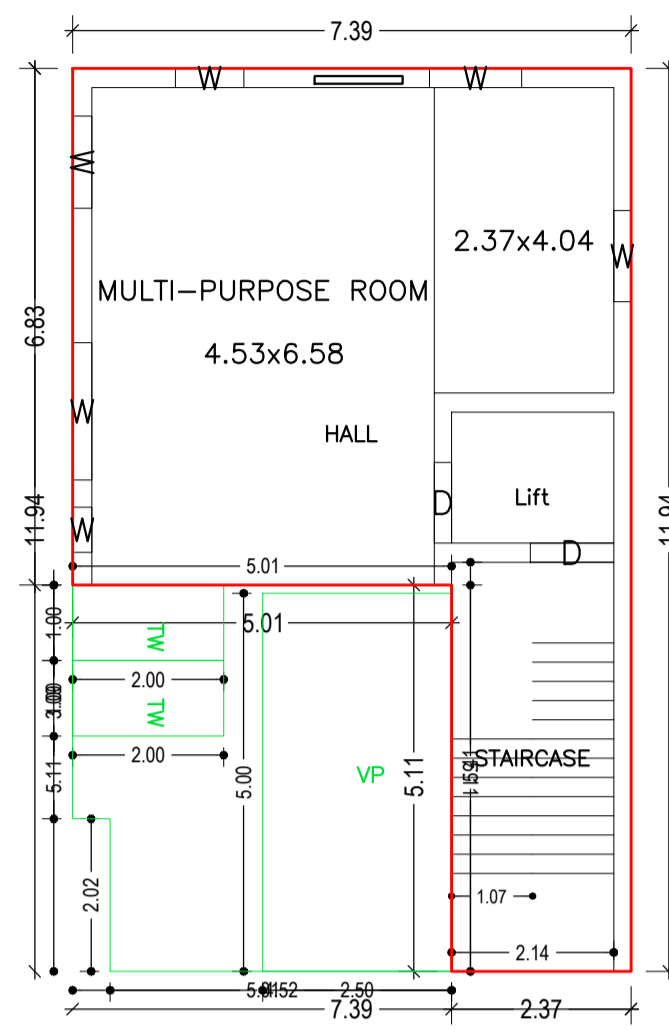 7.39
W
W
W
2.37x4.04
W
MULTI-PURPOSE ROOM
6.83
4.53x6.58
W
HALL
D
Lift
11.94
11.94
W
D
5.01
1.00
5.01
TW
2.00
TW
2.00
STAIRCASE
5.11
5.00
VP
5.11
2.02
1.07
2.14
2.50
7.39
2.37